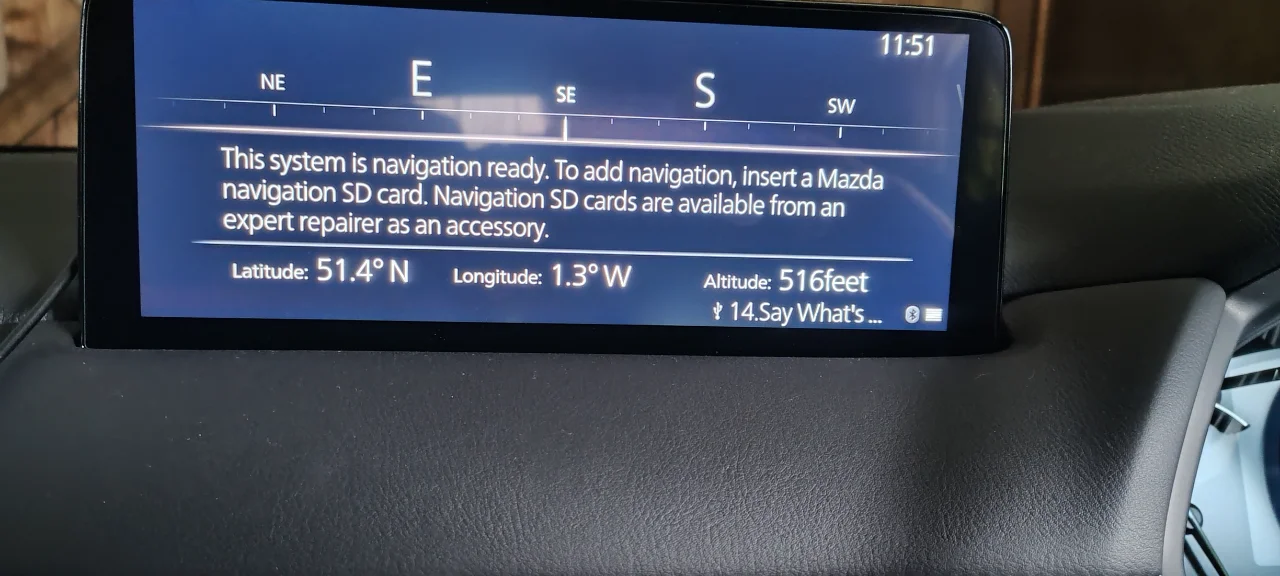 11:51
NE E SE S SW
This system is navigation ready. To add navigation, insert a Mazda
navigation SD card. Navigation SD cards are available from an
expert repairer as an accessory.
Latitude: 51.4° N Longitude: 1.3° W Altitude: 516feet
14.Say What's ...